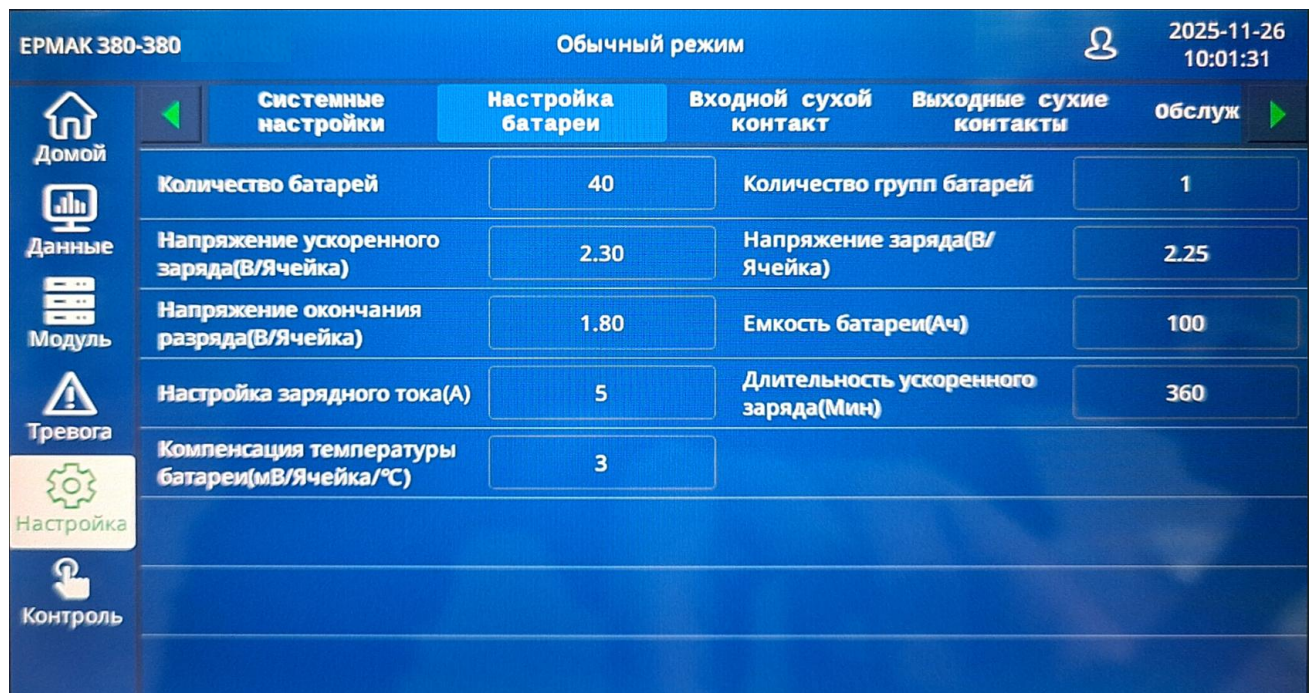 ЕРМАК 380-380
Обычный режим
2025-11-26
10:01:31
Домой
Данные
Модуль
Тревога
Настройка
Контроль
Системные
настройки
Настройка
батареи
Входной сухой
контакт
Выходные сухие
контакты
Обслуж
Количество батарей
40
Количество групп батарей
1
Напряжение ускоренного
заряда(В/Ячейка)
2.30
Напряжение заряда(В/
Ячейка)
2.25
Напряжение окончания
разряда(В/Ячейка)
1.80
Емкость батареи(Ач)
100
Настройка зарядного тока(А)
5
Длительность ускоренного
заряда(Мин)
360
Компенсация температуры
батареи(мВ/Ячейка/℃)
3